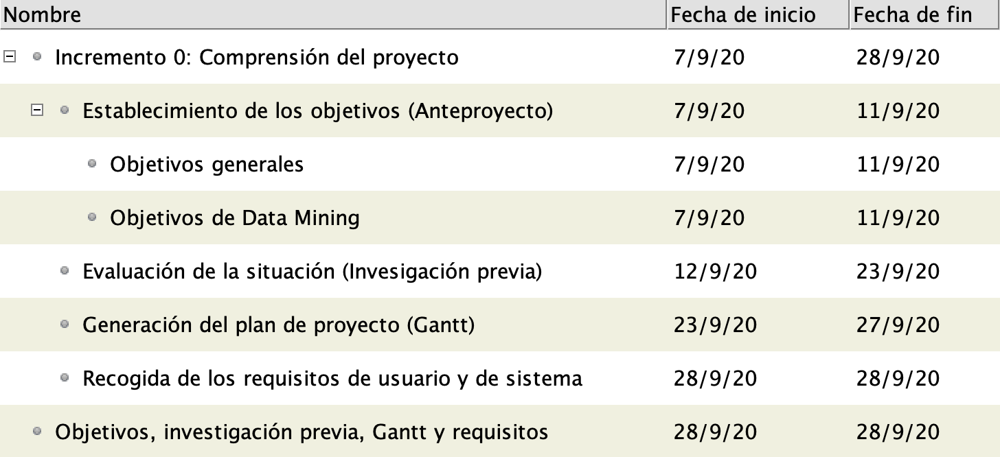 Nombre Fecha de inicio Fecha de fin
Incremento 0: Comprensión del proyecto 7/9/20 28/9/20
Establecimiento de los objetivos (Anteproyecto) 7/9/20 11/9/20
Objetivos generales 7/9/20 11/9/20
Objetivos de Data Mining 7/9/20 11/9/20
Evaluación de la situación (Invesigación previa) 12/9/20 23/9/20
Generación del plan de proyecto (Gantt) 23/9/20 27/9/20
Recogida de los requisitos de usuario y de sistema 28/9/20 28/9/20
Objetivos, investigación previa, Gantt y requisitos 28/9/20 28/9/20